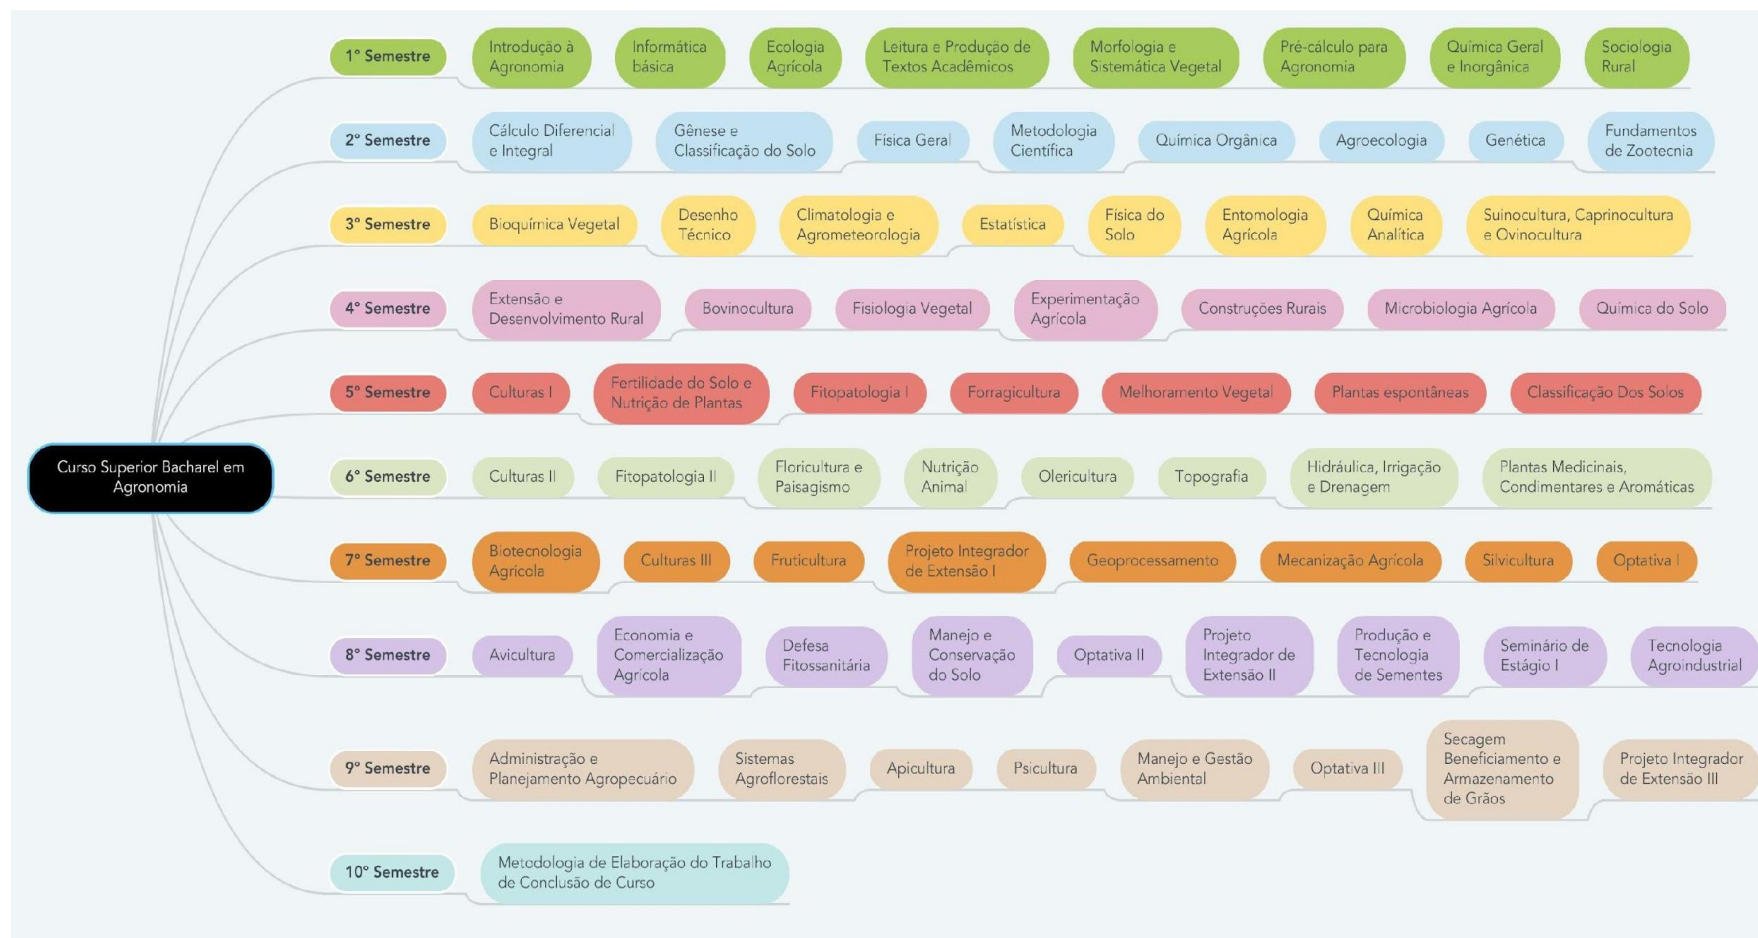 Curso Superior Bacharel em
Agronomia
1° Semestre
Introdução à
Agronomia
Informática
básica
Ecologia
Agrícola
Leitura e Produção de
Textos Acadêmicos
Morfologia e
Sistemática Vegetal
Pré-cálculo para
Agronomia
Química Geral
e Inorgânica
Sociologia
Rural
2° Semestre
Cálculo Diferencial
e Integral
Gênese e
Classificação do Solo
Física Geral
Metodologia
Científica
Química Orgânica
Agroecologia
Genética
Fundamentos
de Zootecnia
3° Semestre
Bioquímica Vegetal
Desenho
Técnico
Climatologia e
Agrometeorologia
Estatística
Física do
Solo
Entomologia
Agrícola
Química
Analítica
Suinocultura, Caprinocultura
e Ovinocultura
4° Semestre
Extensão e
Desenvolvimento Rural
Bovinocultura
Fisiologia Vegetal
Experimentação
Agrícola
Construções Rurais
Microbiologia Agrícola
Química do Solo
5° Semestre
Culturas I
Fertilidade do Solo e
Nutrição de Plantas
Fitopatologia I
Forragicultura
Melhoramento Vegetal
Plantas espontâneas
Classificação Dos Solos
6° Semestre
Culturas II
Fitopatologia II
Floricultura e
Paisagismo
Nutrição
Animal
Olericultura
Topografia
Hidráulica, Irrigação
e Drenagem
Plantas Medicinais,
Condimentares e Aromáticas
7° Semestre
Biotecnologia
Agrícola
Culturas III
Fruticultura
Projeto Integrador
de Extensão I
Geoprocessamento
Mecanização Agrícola
Silvicultura
Optativa I
8° Semestre
Avicultura
Economia e
Comercialização
Agrícola
Defesa
Fitossanitária
Manejo e
Conservação
do Solo
Optativa II
Projeto
Integrador de
Extensão II
Produção e
Tecnologia
de Sementes
Seminário de
Estágio I
Tecnologia
Agroindustrial
9° Semestre
Administração e
Planejamento Agropecuário
Sistemas
Agroflorestais
Apicultura
Psicultura
Manejo e Gestão
Ambiental
Optativa III
Secagem
Beneficiamento e
Armazenamento
de Grãos
Projeto Integrador
de Extensão III
10° Semestre
Metodologia de Elaboração do Trabalho
de Conclusão de Curso